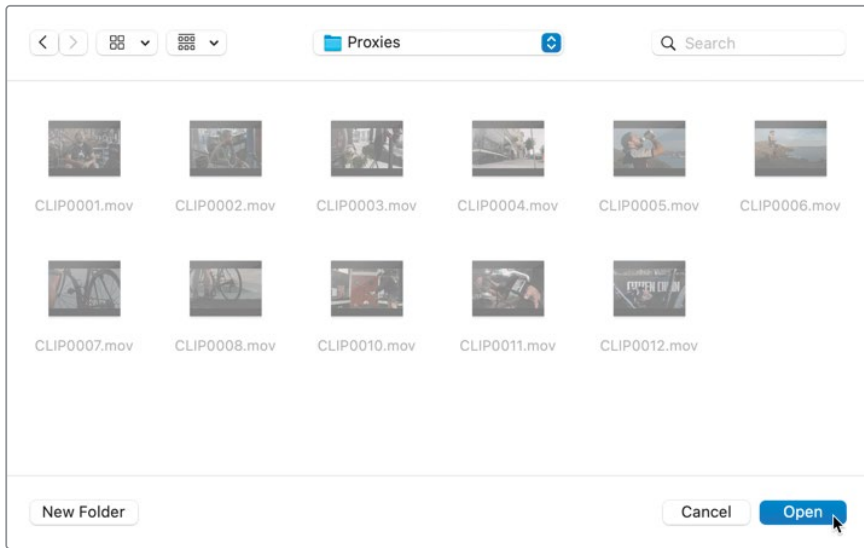 Proxies
Search
CLIP0001.mov CLIP0002.mov CLIP0003.mov CLIP0004.mov CLIP0005.mov CLIP0006.mov
CLIP0007.mov CLIP0008.mov CLIP0010.mov CLIP0011.mov CLIP0012.mov
New Folder
Cancel
Open